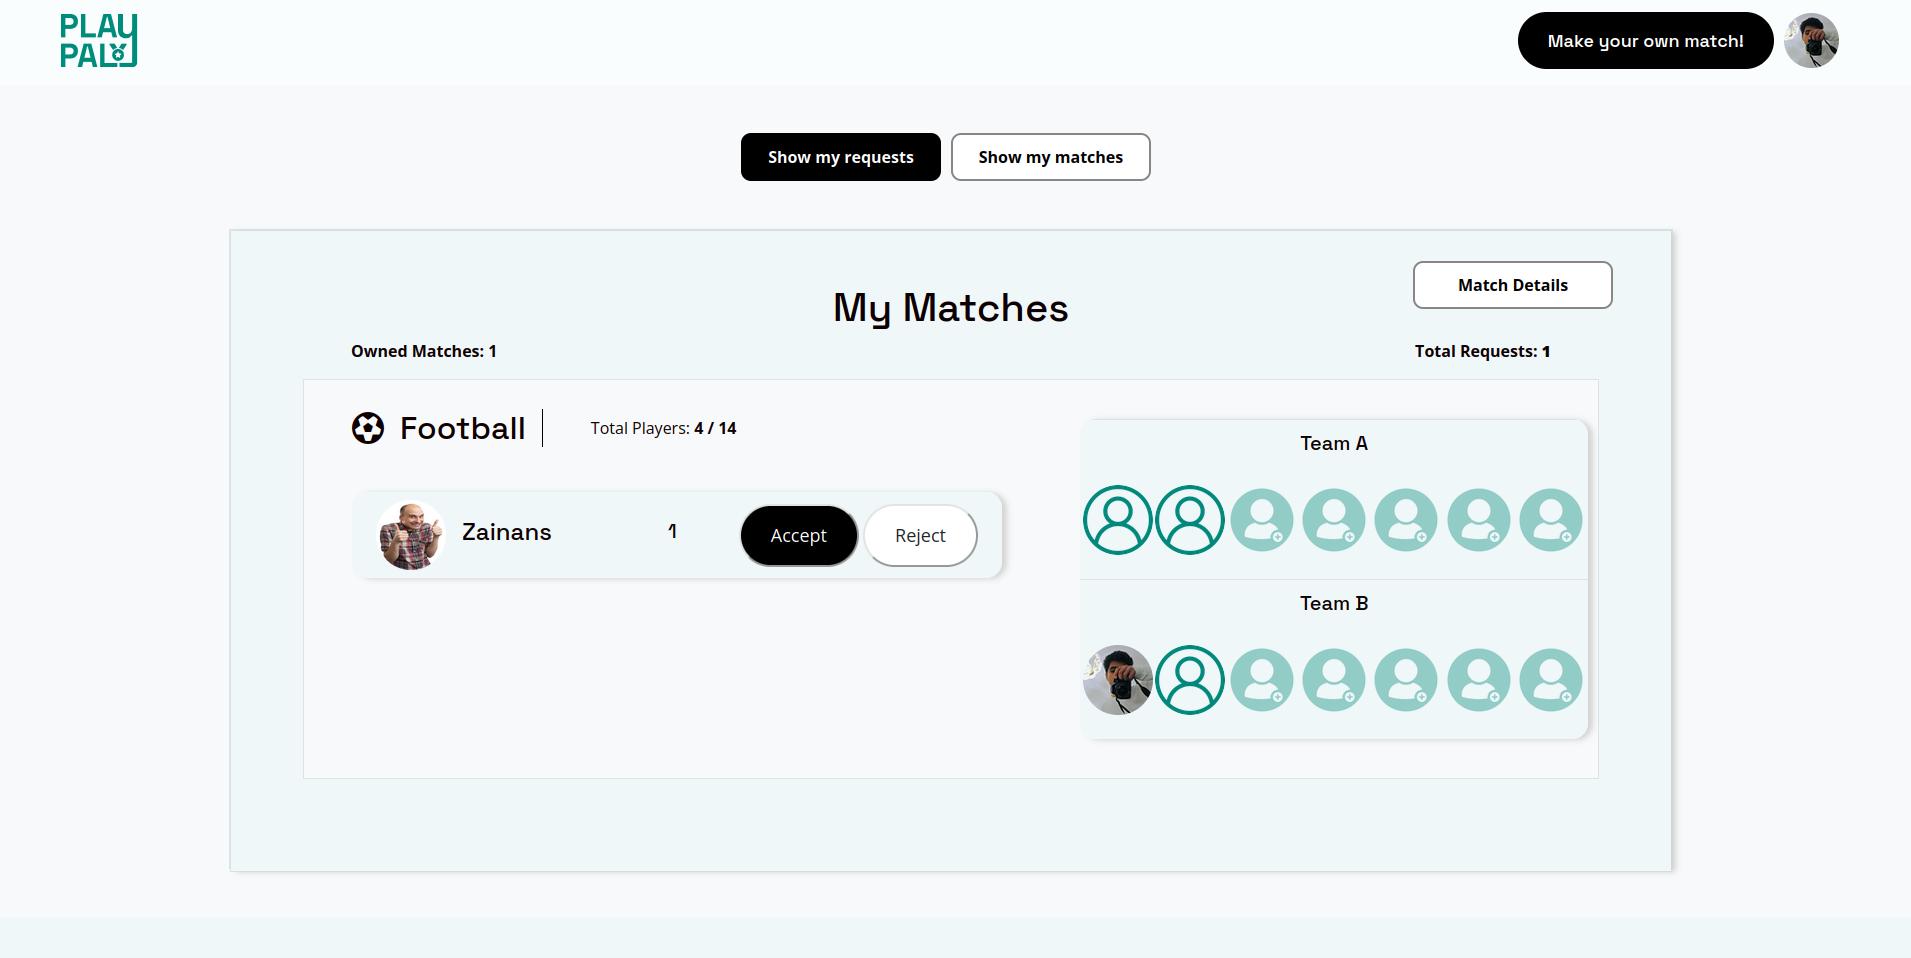 PLAY
PAL
Make your own match!
Show my requests
Show my matches
Match Details
My Matches
Owned Matches: 1
Total Requests: 1
Football
Total Players: 4 / 14
Team A
Zainans
1
Accept
Reject
Team B